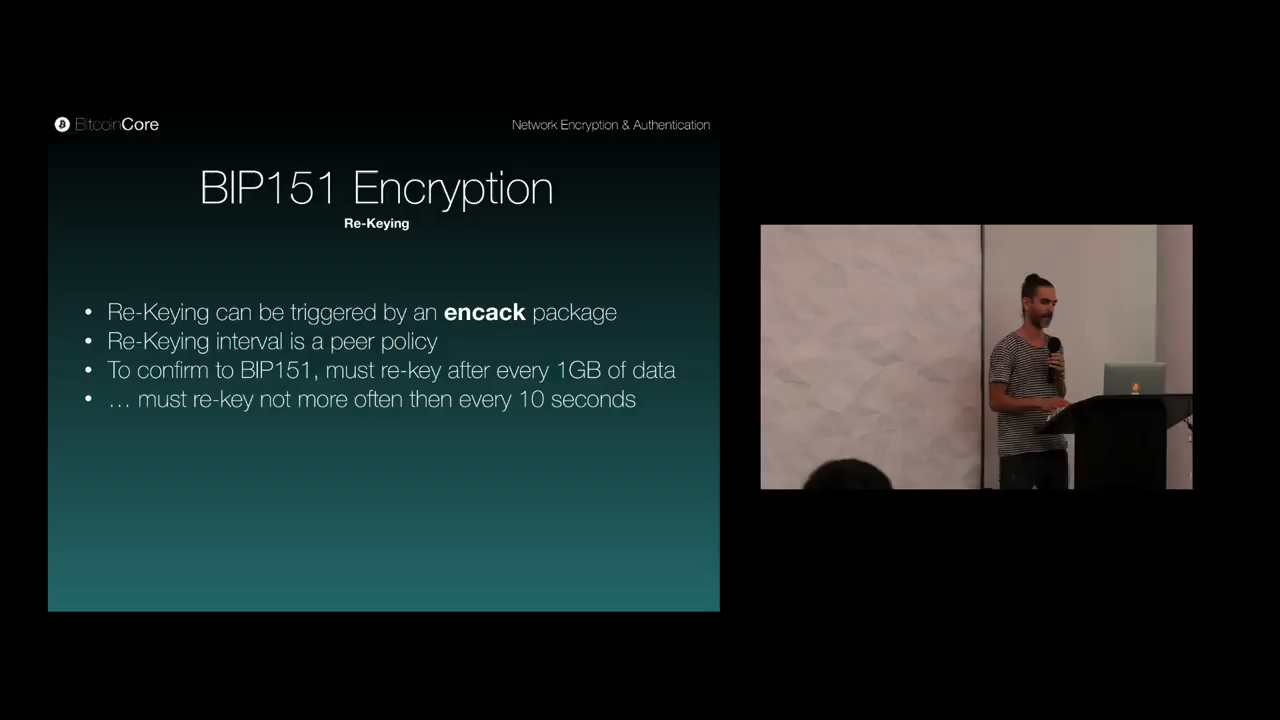 BitcoinCore
Network Encryption & Authentication
BIP151 Encryption
Re-Keying
• Re-Keying can be triggered by an encack package
• Re-Keying interval is a peer policy
• To confirm to BIP151, must re-key after every 1GB of data
• … must re-key not more often then every 10 seconds